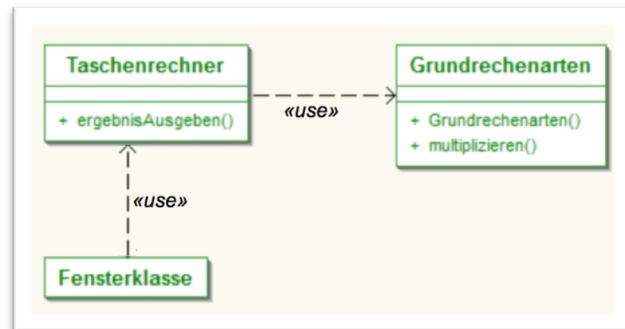 Taschenrechner
+ ergebnisAusgeben()
«use»
Grundrechenarten
+ Grundrechenarten()
+ multiplizieren()
«use»
Fensterklasse